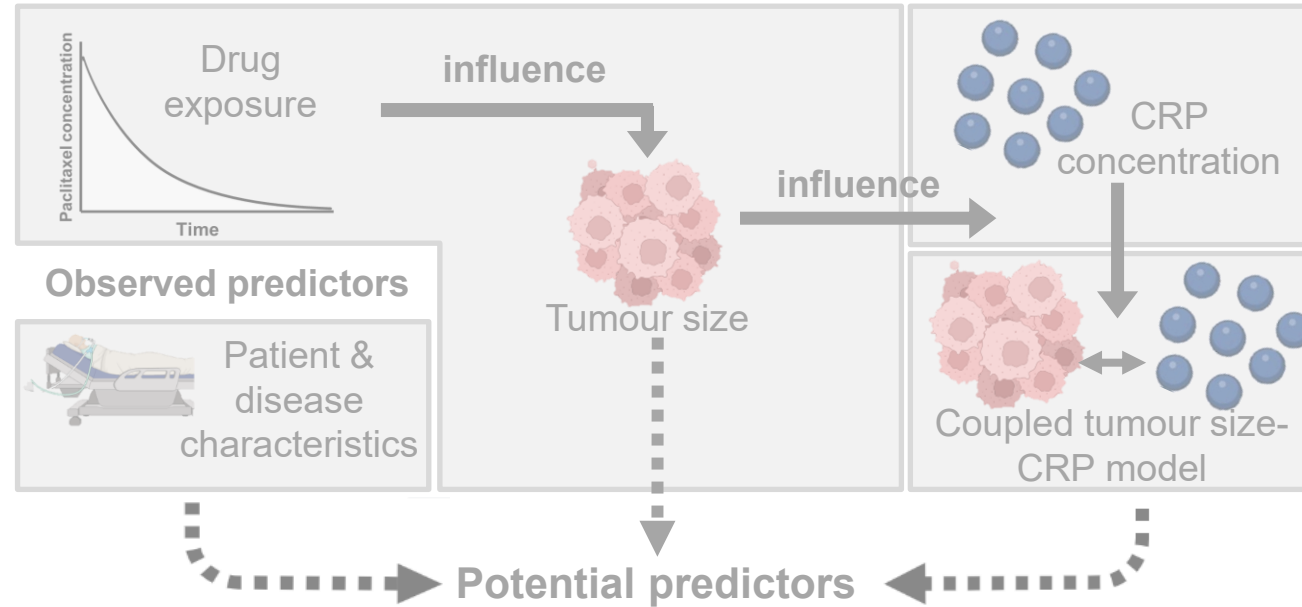 Paclitaxel concentration
Time
Drug
exposure
influence
Tumour size
influence
CRP
concentration
Observed predictors
Patient &
disease
characteristics
Coupled tumour size-
CRP model
Potential predictors